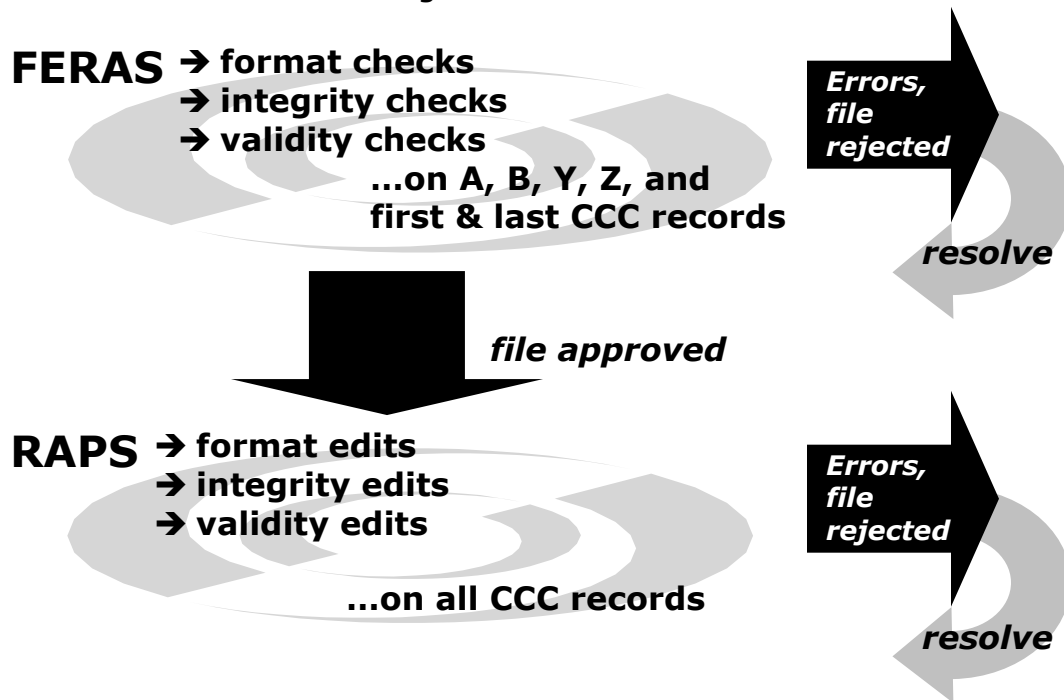 FERAS ➔ format checks
➔ integrity checks
➔ validity checks
...on A, B, Y, Z, and
first & last CCC records
Errors,
file
rejected
resolve
file approved
RAPS ➔ format edits
➔ integrity edits
➔ validity edits
...on all CCC records
Errors,
file
rejected
resolve